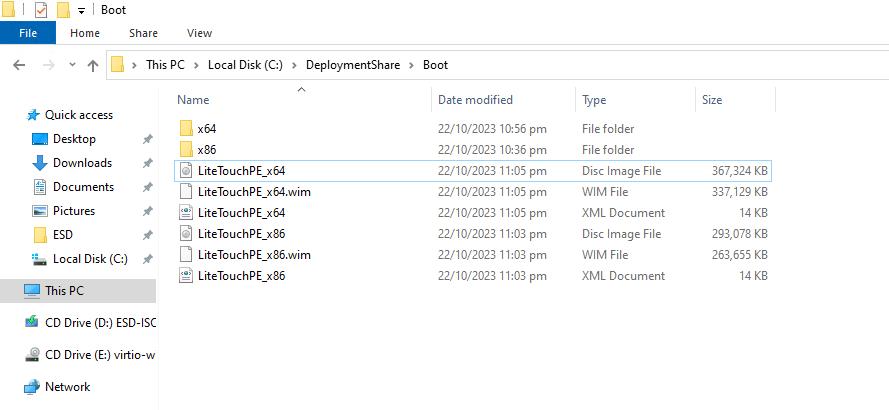 Boot
File Home Share View
This PC Local Disk (C:) DeploymentShare Boot
Name Date modified Type Size
Quick access
Desktop
Downloads
Documents
Pictures
ESD
Local Disk (C:)
This PC
CD Drive (D:) ESD-ISO
CD Drive (E:) virtio-w
Network
x64 22/10/2023 10:56 pm File folder
x86 22/10/2023 10:36 pm File folder
LiteTouchPE_x64 22/10/2023 11:05 pm Disc Image File 367,324 KB
LiteTouchPE_x64.wim 22/10/2023 11:05 pm WIM File 337,129 KB
LiteTouchPE_x64 22/10/2023 11:05 pm XML Document 14 KB
LiteTouchPE_x86 22/10/2023 11:03 pm Disc Image File 293,078 KB
LiteTouchPE_x86.wim 22/10/2023 11:03 pm WIM File 263,655 KB
LiteTouchPE_x86 22/10/2023 11:03 pm XML Document 14 KB